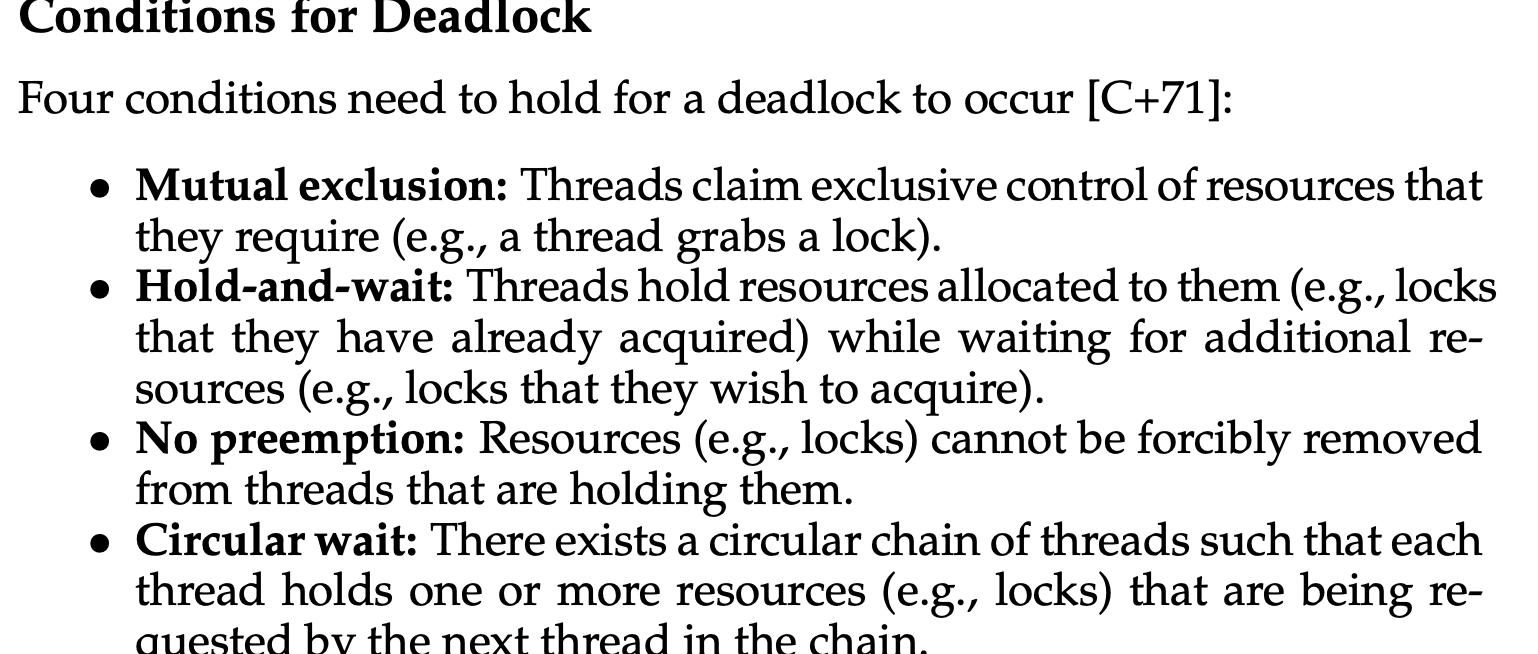 Conditions for Deadlock
Four conditions need to hold for a deadlock to occur [C+71]:
• Mutual exclusion: Threads claim exclusive control of resources that
they require (e.g., a thread grabs a lock).
• Hold-and-wait: Threads hold resources allocated to them (e.g., locks
that they have already acquired) while waiting for additional re-
sources (e.g., locks that they wish to acquire).
• No preemption: Resources (e.g., locks) cannot be forcibly removed
from threads that are holding them.
• Circular wait: There exists a circular chain of threads such that each
thread holds one or more resources (e.g., locks) that are being re-
quested by the next thread in the chain.